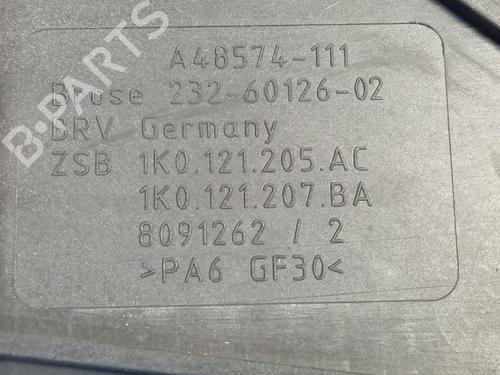 B-PARTS
A48574-111
Brose 232-60126-02
BRV Germany
ZSB 1K0.121.205.AC
1K0.121.207.BA
8091262 / 2
>PA6 GF30<